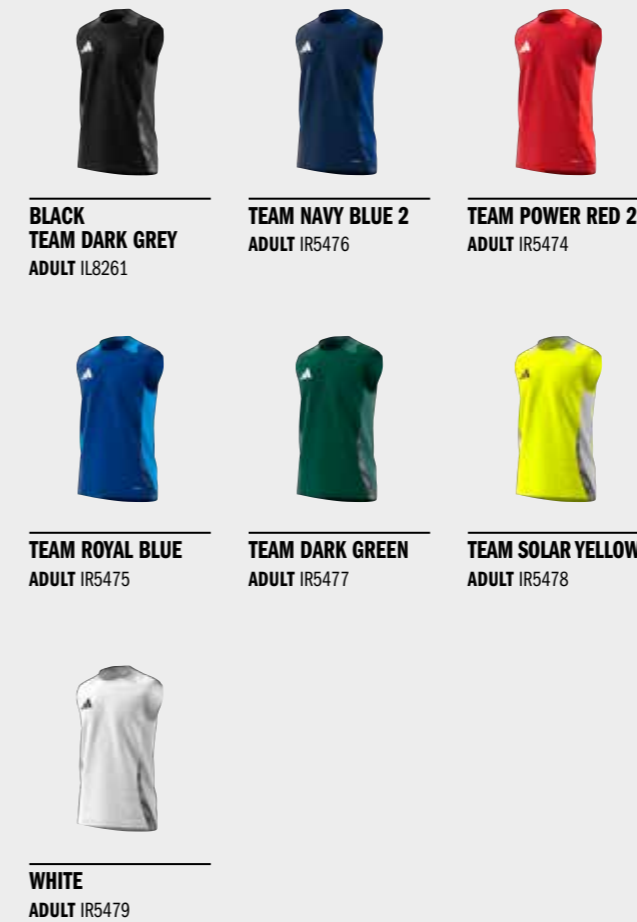 BLACK
TEAM DARK GREY
ADULT IL8261
TEAM NAVY BLUE 2
ADULT IR5476
TEAM POWER RED 2
ADULT IR5474
TEAM ROYAL BLUE
ADULT IR5475
TEAM DARK GREEN
ADULT IR5477
TEAM SOLAR YELLOW
ADULT IR5478
WHITE
ADULT IR5479